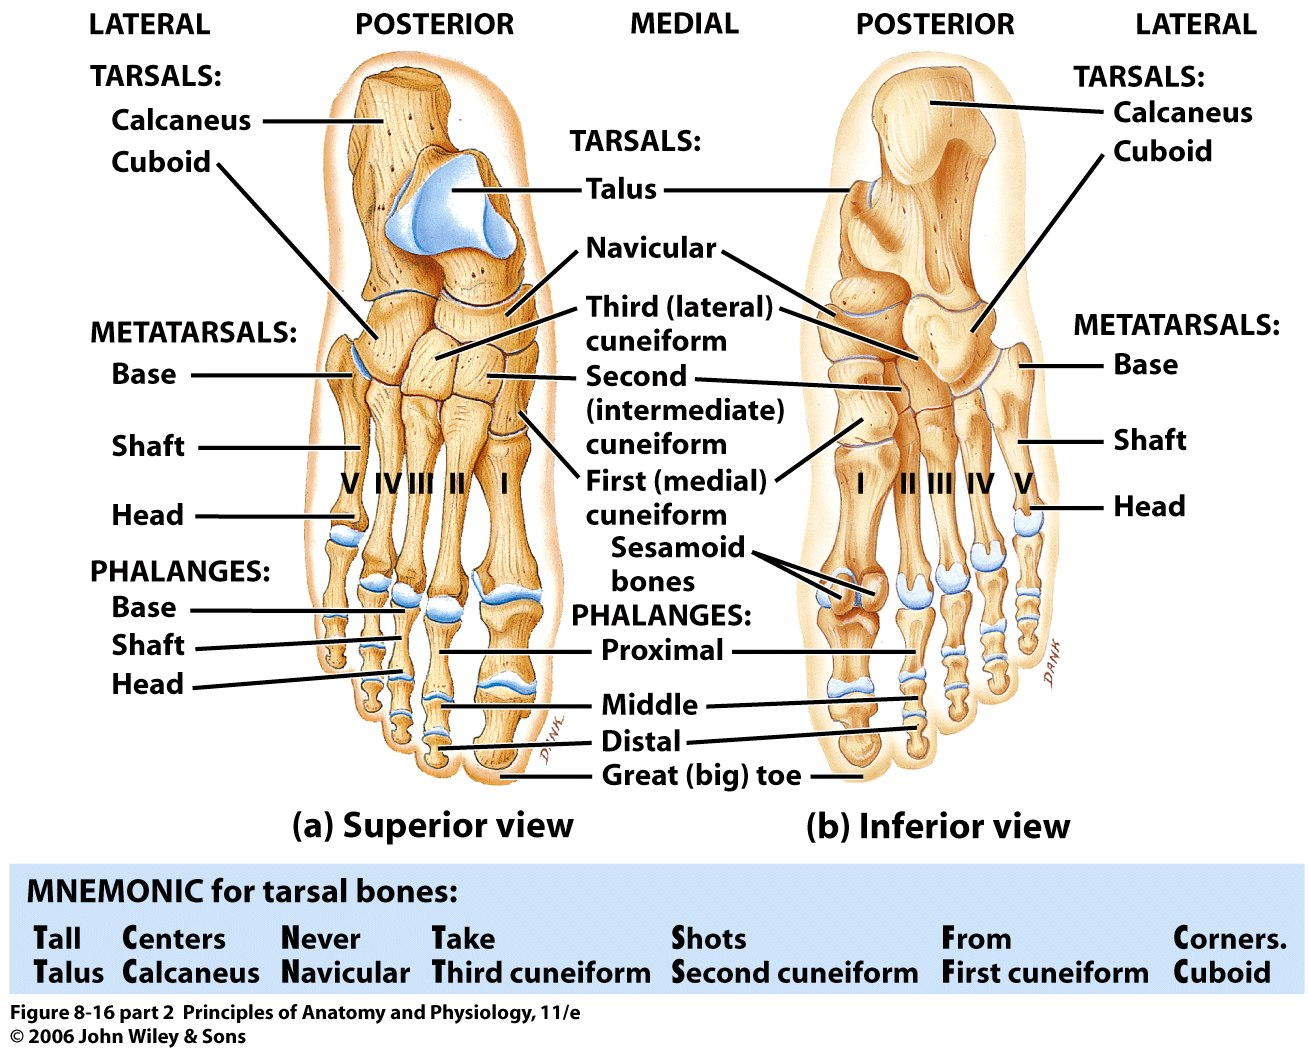 LATERAL POSTERIOR MEDIAL POSTERIOR LATERAL
TARSALS:
Calcaneus
Cuboid
METATARSALS:
Base
Shaft
Head
PHALANGES:
Base
Shaft
Head
TARSALS:
Talus
Navicular
Third (lateral)
cuneiform
Second
(intermediate)
cuneiform
First (medial)
cuneiform
Sesamoid
bones
PHALANGES:
Proximal
Middle
Distal
Great (big) toe
TARSALS:
Calcaneus
Cuboid
METATARSALS:
Base
Shaft
Head
V IV III II I
I II III IV V
DANK
(a) Superior view
(b) Inferior view
MNEMONIC for tarsal bones:
Tall Centers Never Take Shots From Corners.
Talus Calcaneus Navicular Third cuneiform Second cuneiform First cuneiform Cuboid
Figure 8-16 part 2 Principles of Anatomy and Physiology, 11/e
© 2006 John Wiley & Sons